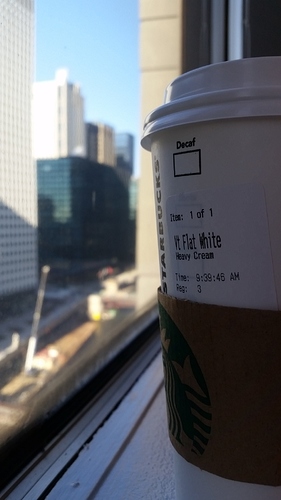 Decaf
STARBUCKS
Item: 1 of 1
Vt Flat White
Heavy Cream
Time: 9:39:46 AM
Reg: 3